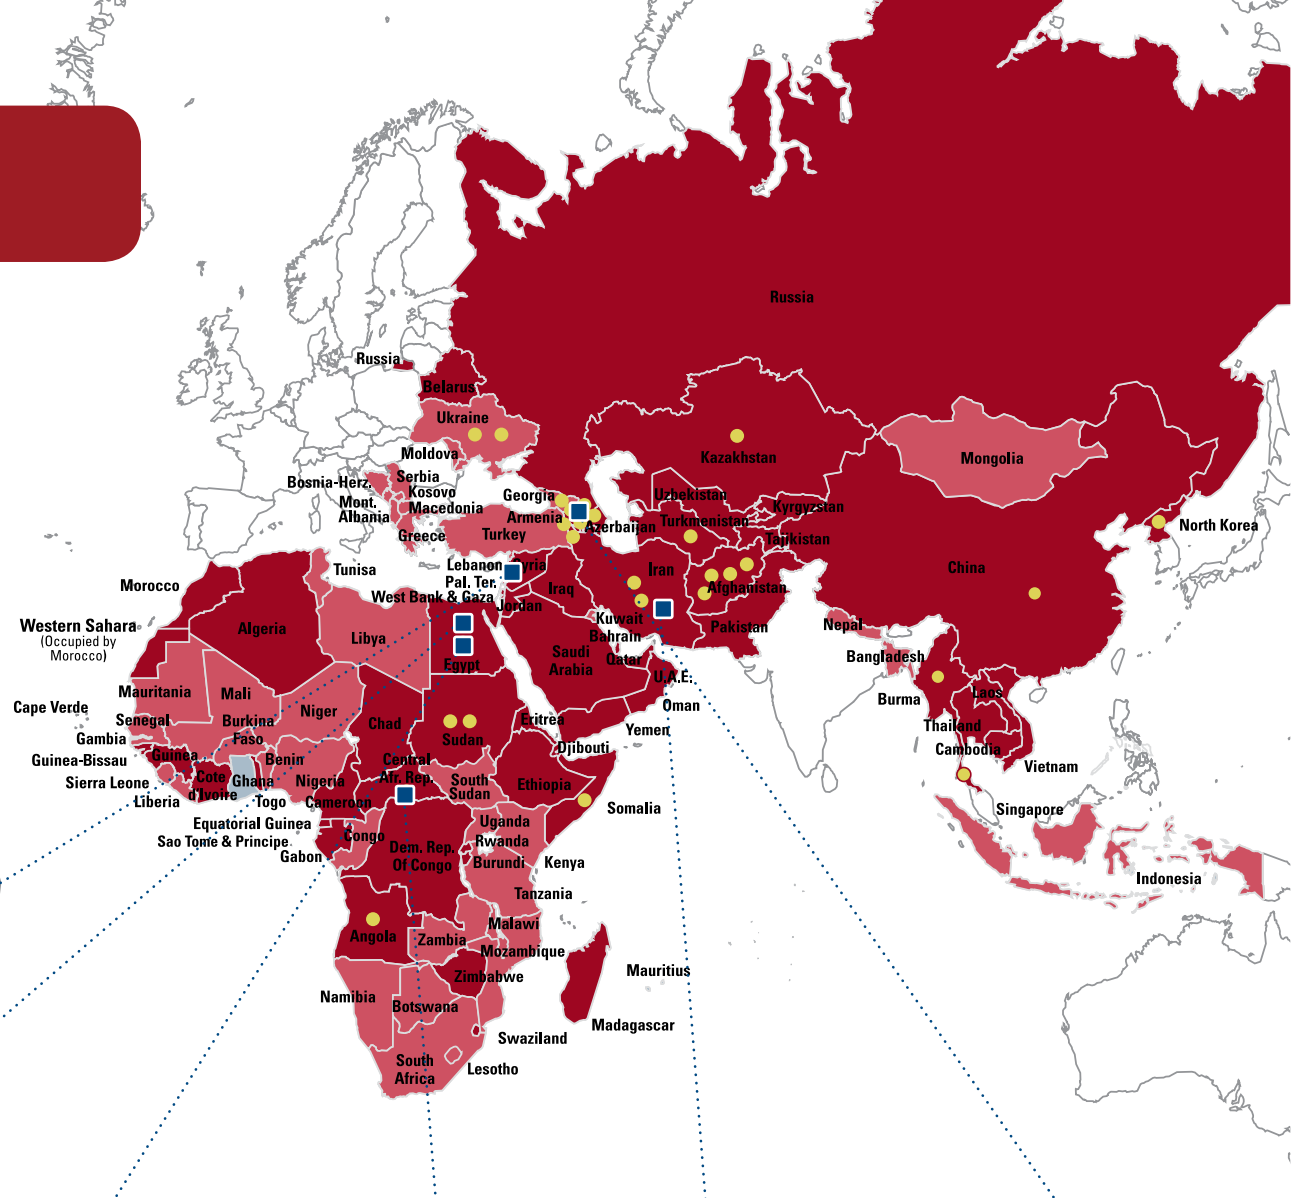 Russia
Russia
Belarus
Ukraine
Moldova
Bosnia-Herz.
Serbia
Kosovo
Mont.
Macedonia
Albania
Greece
Georgia
Armenia
Azerbaijan
Turkey
Kazakhstan
Uzbekistan
Turkmenistan
Kyrgyzstan
Tajikistan
Mongolia
North Korea
China
Lebanon
Syria
Pal. Ter.
West Bank & Gaza
Jordan
Iraq
Iran
Afghanistan
Kuwait
Bahrain
Qatar
Pakistan
Saudi
Arabia
U.A.E.
Oman
Yemen
Nepal
Bangladesh
Burma
Laos
Thailand
Cambodia
Vietnam
Singapore
Indonesia
Tunisa
Morocco
Western Sahara
(Occupied by
Morocco)
Algeria
Libya
Egypt
Mauritania
Mali
Niger
Chad
Sudan
Eritrea
Djibouti
Cape Verde
Senegal
Gambia
Guinea-Bissau
Guinea
Sierra Leone
Liberia
Cote
d'Ivoire
Burkina
Faso
Ghana
Togo
Benin
Nigeria
Cameroon
Central
Afr. Rep.
South
Sudan
Ethiopia
Somalia
Equatorial Guinea
Sao Tome & Principe
Gabon
Congo
Dem. Rep.
Of Congo
Uganda
Rwanda
Burundi
Kenya
Tanzania
Angola
Zambia
Malawi
Mozambique
Zimbabwe
Namibia
Botswana
Mauritius
Madagascar
Swaziland
South
Africa
Lesotho